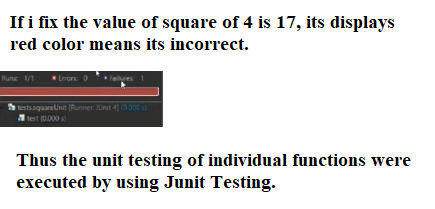 If i fix the value of square of 4 is 17, its displays
red color means its incorrect.
Runs: 1/1 Errors: 0 Failures: 1
tests.squareUnit [Runner: JUnit 4] (0.000 s)
test (0.000 s)
Thus the unit testing of individual functions were
executed by using Junit Testing.